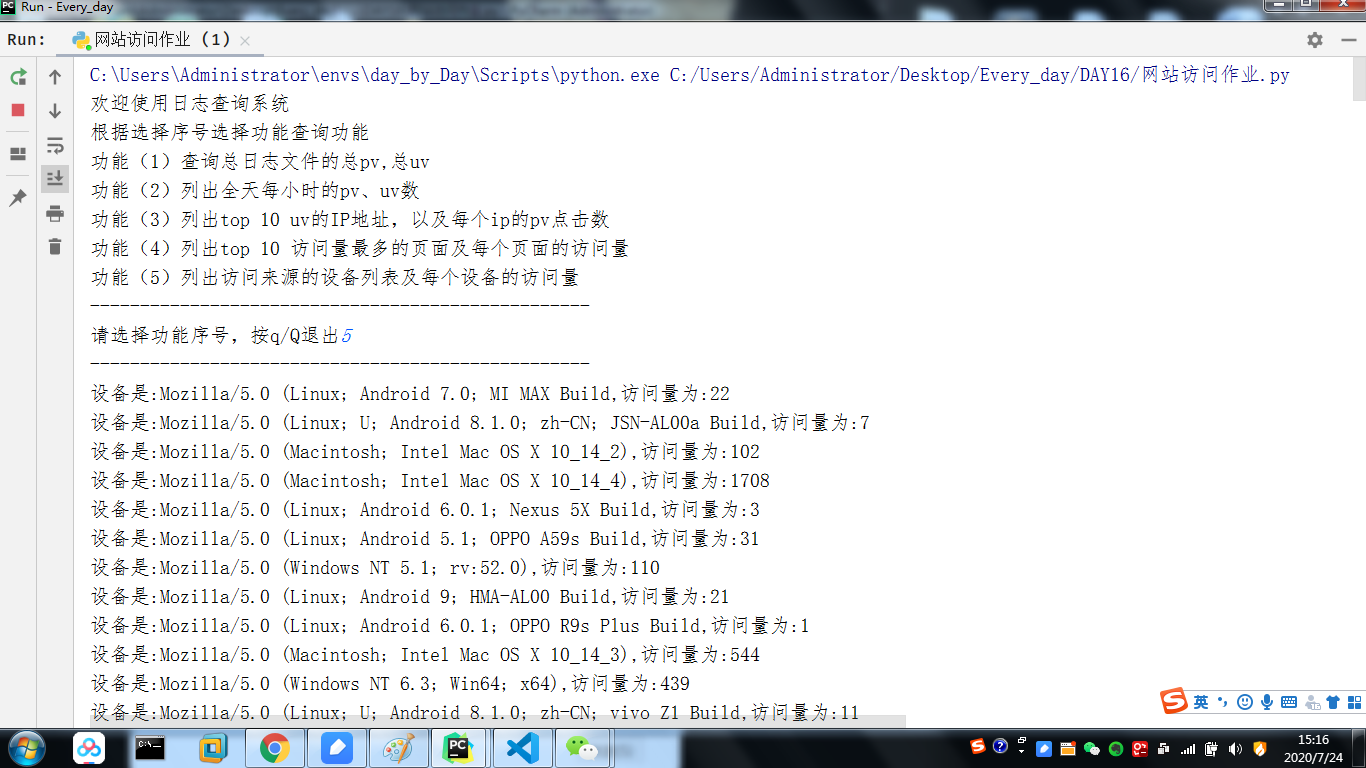 Run - Every_day
Run: 网站访问作业 (1)
C:\Users\Administrator\envs\day_by_Day\Scripts\python.exe C:/Users/Administrator/Desktop/Every_day/DAY16/网站访问作业.py
欢迎使用日志查询系统
根据选择序号选择功能查询功能
功能（1）查询总日志文件的总pv,总uv
功能（2）列出全天每小时的pv、uv数
功能（3）列出top 10 uv的IP地址，以及每个ip的pv点击数
功能（4）列出top 10 访问量最多的页面及每个页面的访问量
功能（5）列出访问来源的设备列表及每个设备的访问量
--------------------------------------------------
请选择功能序号，按q/Q退出5
--------------------------------------------------
设备是:Mozilla/5.0 (Linux; Android 7.0; MI MAX Build,访问量为:22
设备是:Mozilla/5.0 (Linux; U; Android 8.1.0; zh-CN; JSN-AL00a Build,访问量为:7
设备是:Mozilla/5.0 (Macintosh; Intel Mac OS X 10_14_2),访问量为:102
设备是:Mozilla/5.0 (Macintosh; Intel Mac OS X 10_14_4),访问量为:1708
设备是:Mozilla/5.0 (Linux; Android 6.0.1; Nexus 5X Build,访问量为:3
设备是:Mozilla/5.0 (Linux; Android 5.1; OPPO A59s Build,访问量为:31
设备是:Mozilla/5.0 (Windows NT 5.1; rv:52.0),访问量为:110
设备是:Mozilla/5.0 (Linux; Android 9; HMA-AL00 Build,访问量为:21
设备是:Mozilla/5.0 (Linux; Android 6.0.1; OPPO R9s Plus Build,访问量为:1
设备是:Mozilla/5.0 (Macintosh; Intel Mac OS X 10_14_3),访问量为:544
设备是:Mozilla/5.0 (Windows NT 6.3; Win64; x64),访问量为:439
设备是:Mozilla/5.0 (Linux; U; Android 8.1.0; zh-CN; vivo Z1 Build,访问量为:11
英
15:16
2020/7/24